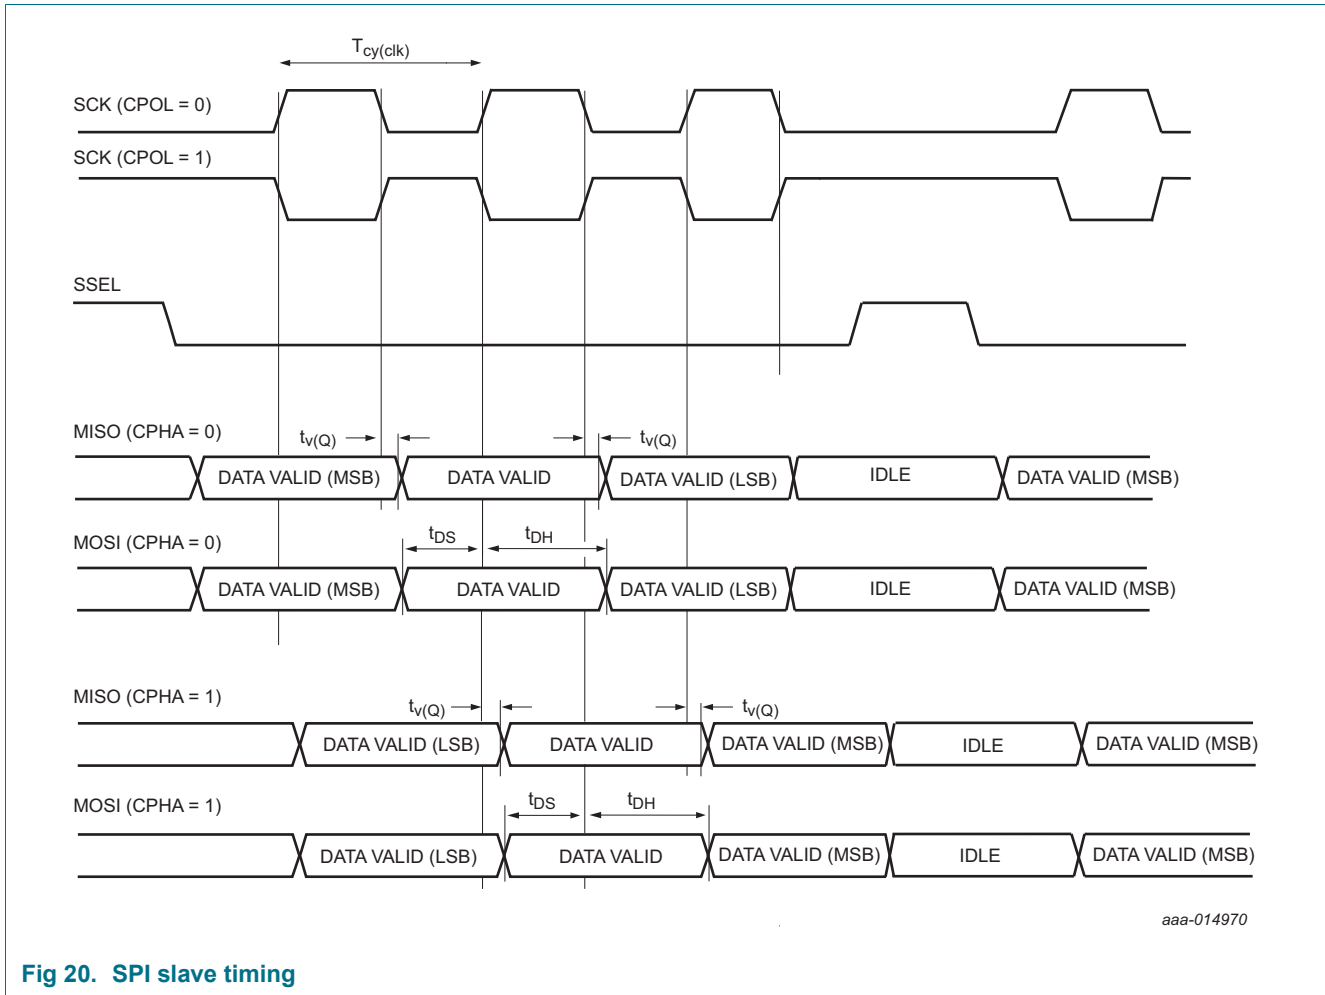 Tcy(clk)
SCK (CPOL = 0)
SCK (CPOL = 1)
SSEL
MISO (CPHA = 0)
tv(Q) tv(Q)
DATA VALID (MSB) DATA VALID DATA VALID (LSB) IDLE DATA VALID (MSB)
tDS tDH
MOSI (CPHA = 0)
DATA VALID (MSB) DATA VALID DATA VALID (LSB) IDLE DATA VALID (MSB)
MISO (CPHA = 1)
tv(Q) tv(Q)
DATA VALID (LSB) DATA VALID DATA VALID (MSB) IDLE DATA VALID (MSB)
MOSI (CPHA = 1)
tDS tDH
DATA VALID (LSB) DATA VALID DATA VALID (MSB) IDLE DATA VALID (MSB)
aaa-014970
Fig 20. SPI slave timing